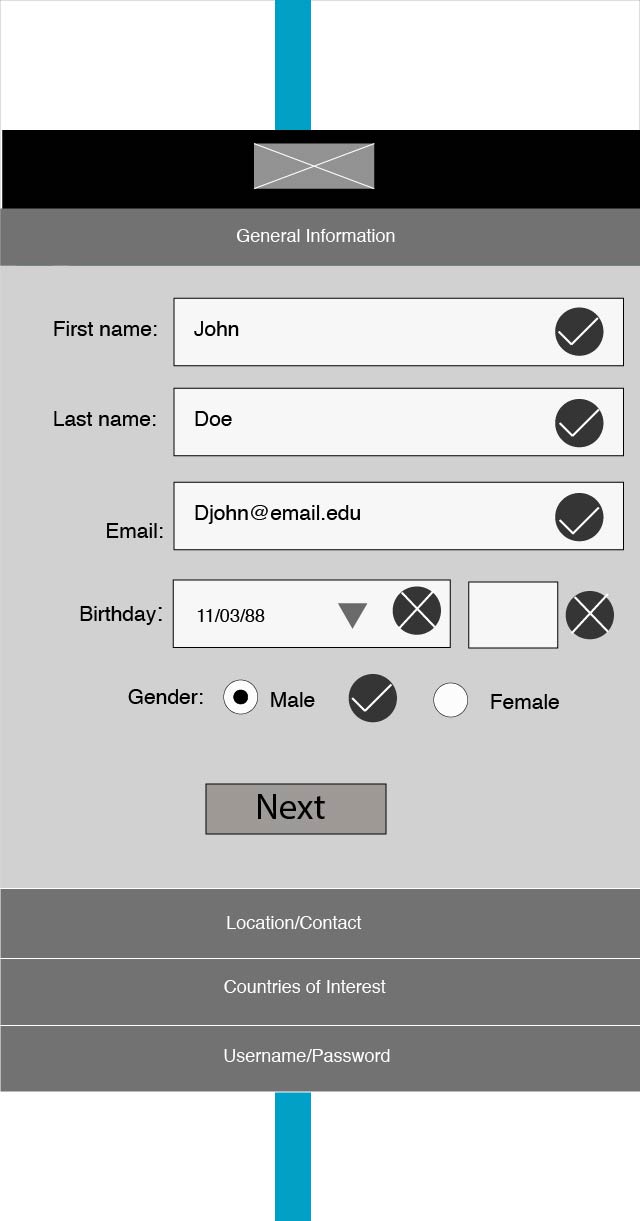 General Information
First name: John
Last name: Doe
Email: Djohn@email.edu
Birthday: 11/03/88
Gender: Male Female
Next
Location/Contact
Countries of Interest
Username/Password